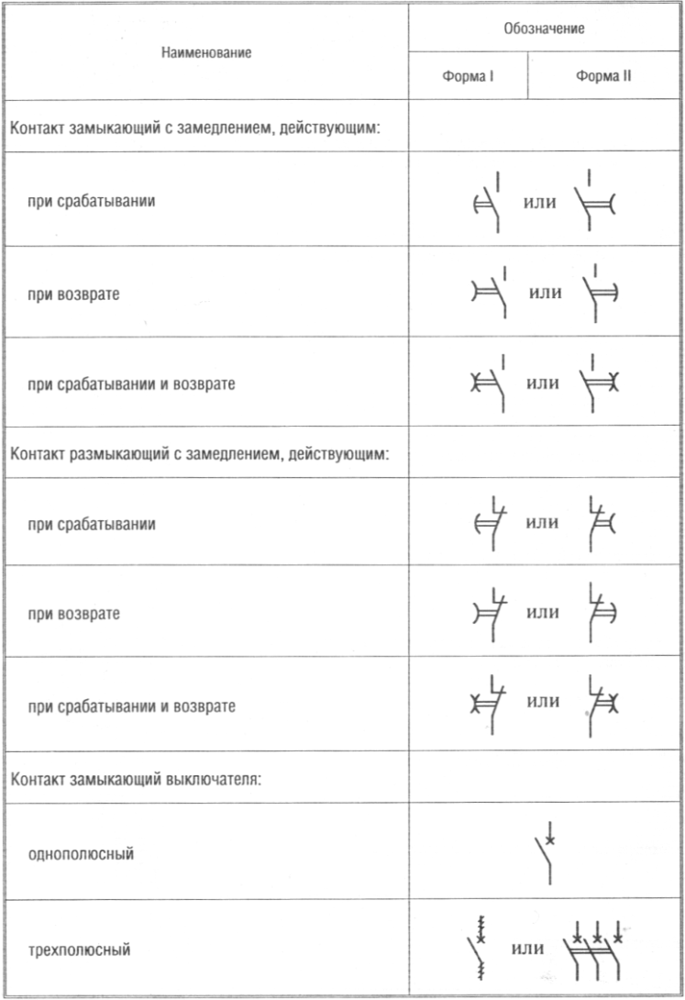 Наименование
Обозначение
Форма I
Форма II
Контакт замыкающий с замедлением, действующим:
при срабатывании
или
при возврате
или
при срабатывании и возврате
или
Контакт размыкающий с замедлением, действующим:
при срабатывании
или
при возврате
или
при срабатывании и возврате
или
Контакт замыкающий выключателя:
однополюсный
трехполюсный
или